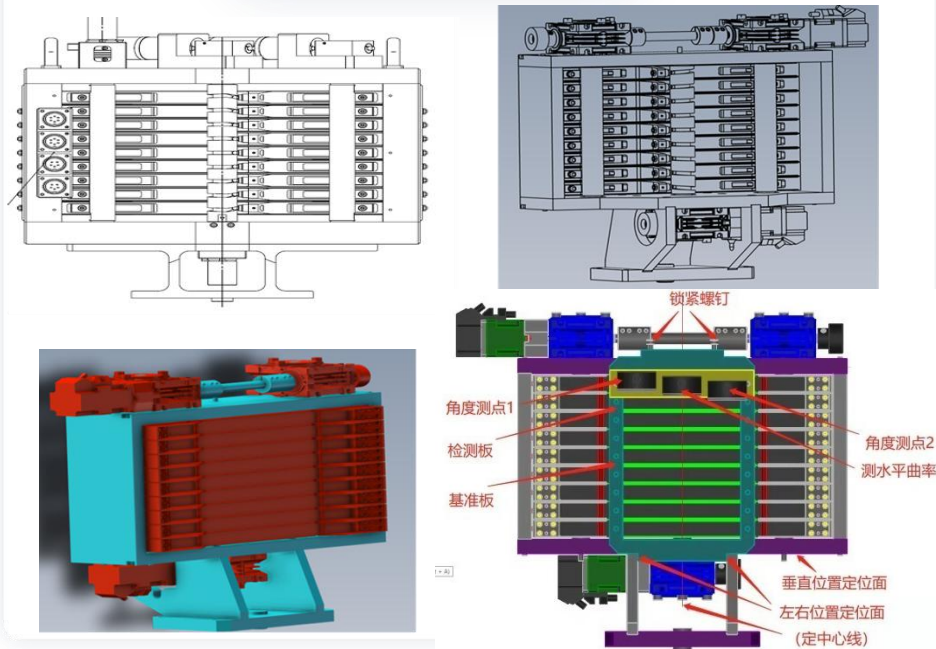 锁紧螺钉
角度测点1
检测板
基准板
角度测点2
测水平曲率
垂直位置定位面
左右位置定位面
(定中心线)